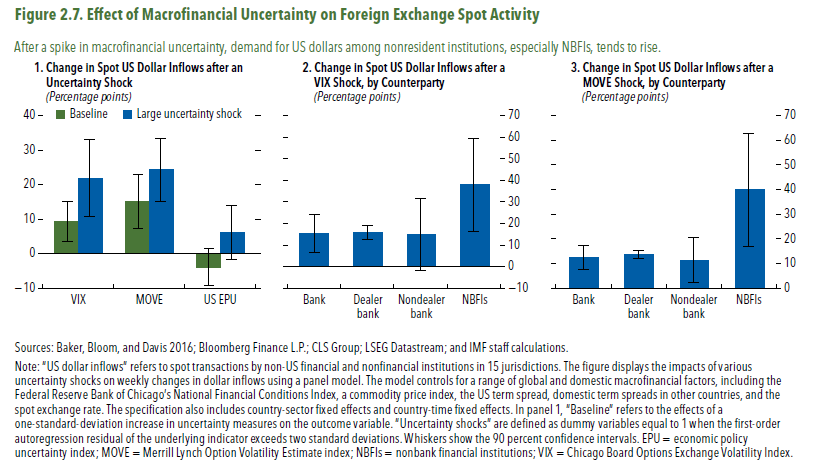 Figure 2.7. Effect of Macrofinancial Uncertainty on Foreign Exchange Spot Activity
After a spike in macrofinancial uncertainty, demand for US dollars among nonresident institutions, especially NBFIs, tends to rise.
1. Change in Spot US Dollar Inflows after an
Uncertainty Shock
(Percentage points)
Baseline
Large uncertainty shock
40
30
20
10
0
–10
VIX
MOVE
US EPU
2. Change in Spot US Dollar Inflows after a
VIX Shock, by Counterparty
(Percentage points)
70
60
50
40
30
20
10
0
–10
Bank
Dealer
bank
Nondealer
bank
NBFIs
3. Change in Spot US Dollar Inflows after a
MOVE Shock, by Counterparty
(Percentage points)
70
60
50
40
30
20
10
0
Bank
Dealer
bank
Nondealer
bank
NBFIs
Sources: Baker, Bloom, and Davis 2016; Bloomberg Finance L.P.; CLS Group; LSEG Datastream; and IMF staff calculations.
Note: "US dollar inflows" refers to spot transactions by non-US financial and nonfinancial institutions in 15 jurisdictions. The figure displays the impacts of various
uncertainty shocks on weekly changes in dollar inflows using a panel model. The model controls for a range of global and domestic macrofinancial factors, including the
Federal Reserve Bank of Chicago's National Financial Conditions Index, a commodity price index, the US term spread, domestic term spreads in other countries, and the
spot exchange rate. The specification also includes country-sector fixed effects and country-time fixed effects. In panel 1, "Baseline" refers to the effects of a
one-standard-deviation increase in uncertainty measures on the outcome variable. "Uncertainty shocks" are defined as dummy variables equal to 1 when the first-order
autoregression residual of the underlying indicator exceeds two standard deviations. Whiskers show the 90 percent confidence intervals. EPU = economic policy
uncertainty index; MOVE = Merrill Lynch Option Volatility Estimate index; NBFIs = nonbank financial institutions; VIX = Chicago Board Options Exchange Volatility Index.